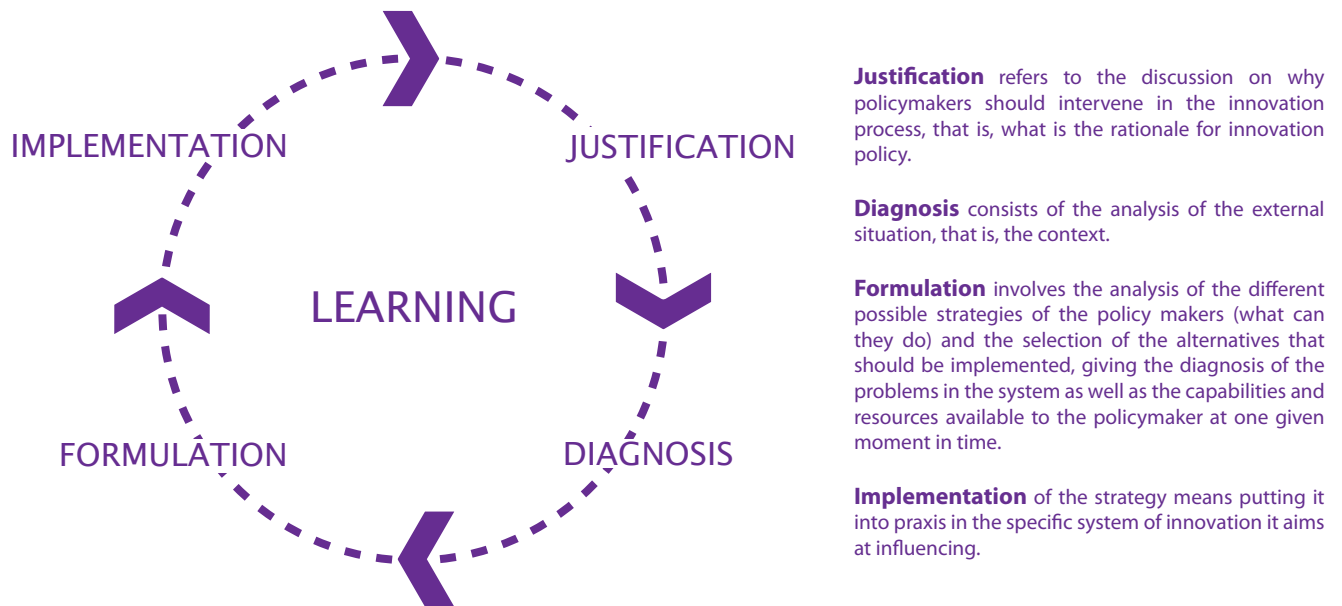 IMPLEMENTATION
JUSTIFICATION
LEARNING
FORMULATION
DIAGNOSIS
Justification refers to the discussion on why
policymakers should intervene in the innovation
process, that is, what is the rationale for innovation
policy.
Diagnosis consists of the analysis of the external
situation, that is, the context.
Formulation involves the analysis of the different
possible strategies of the policy makers (what can
they do) and the selection of the alternatives that
should be implemented, giving the diagnosis of the
problems in the system as well as the capabilities and
resources available to the policymaker at one given
moment in time.
Implementation of the strategy means putting it
into praxis in the specific system of innovation it aims
at influencing.